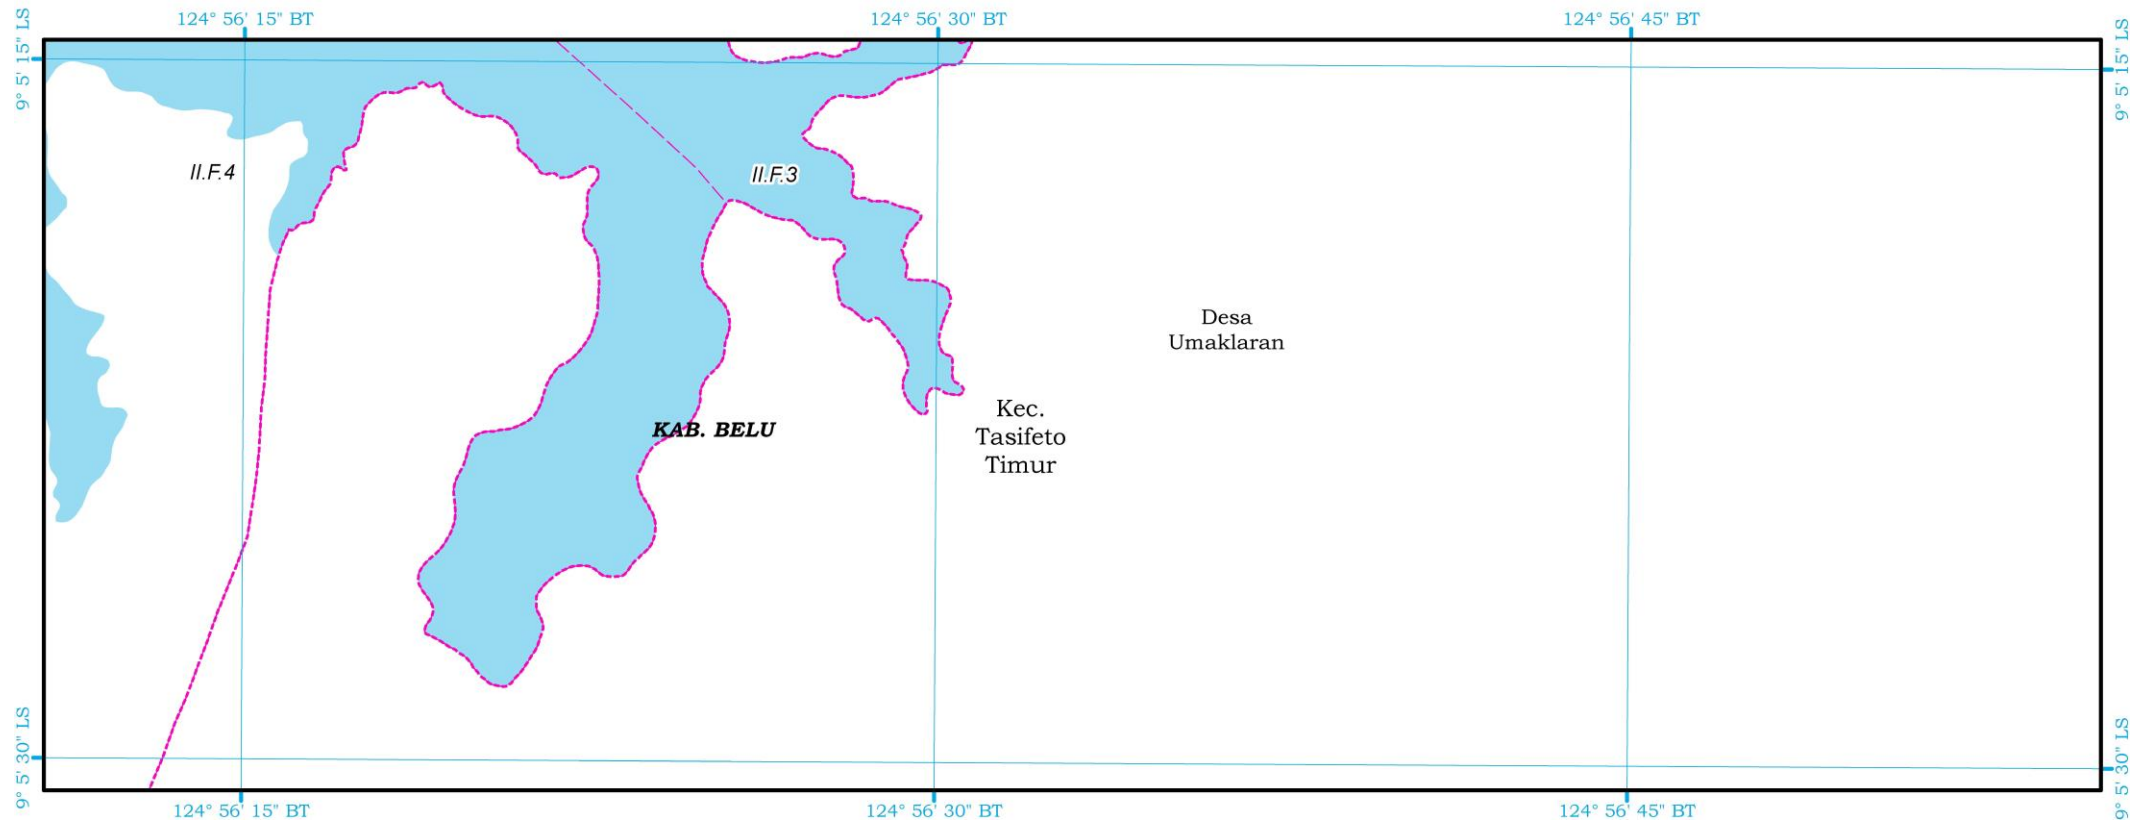 124° 56' 15" BT
124° 56' 30" BT
124° 56' 45" BT
9° 5' 15" LS
9° 5' 15" LS
II.F.4
II.F.3
Desa
Umaklaran
Kec.
Tasifeto
Timur
KAB. BELU
9° 5' 30" LS
9° 5' 30" LS
124° 56' 15" BT
124° 56' 30" BT
124° 56' 45" BT